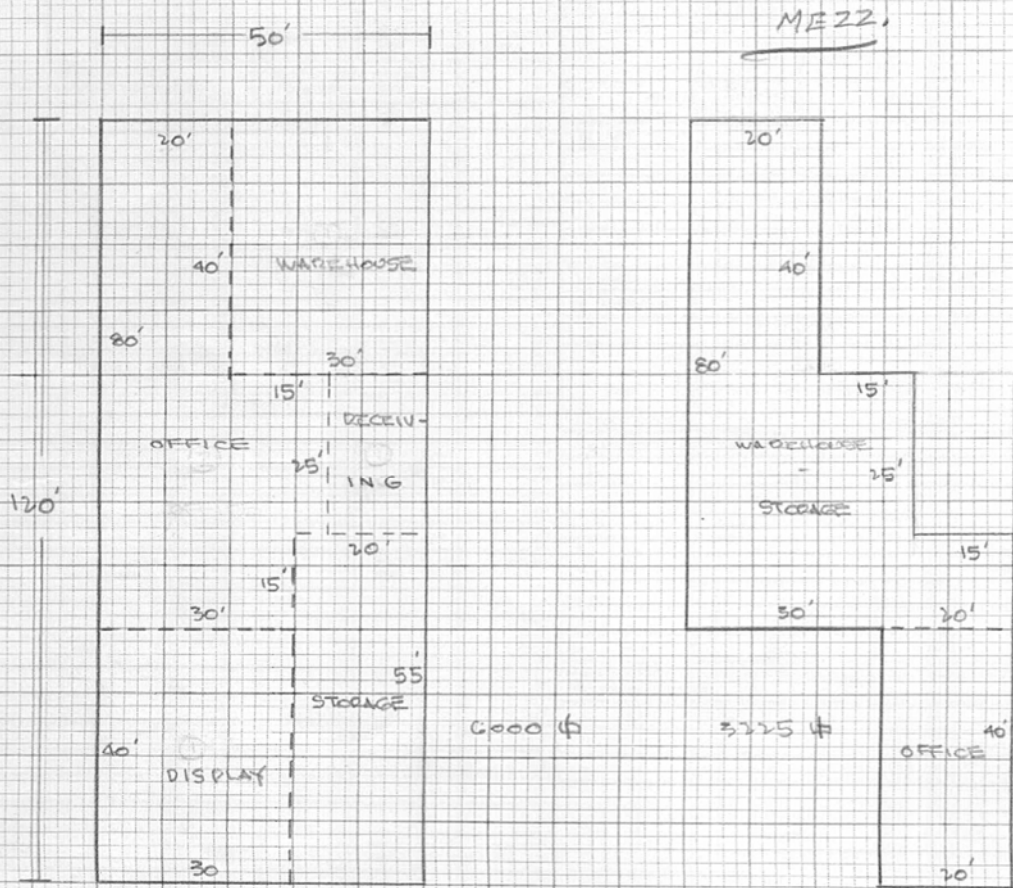 50'
MEZZ.
20'
20'
40'
WAREHOUSE
40'
80'
30'
80'
15'
15'
RECEIV-
OFFICE
WAREHOUSE
25'
25'
-
ING
STORAGE
120'
20'
15'
15'
30'
30'
20'
55'
STORAGE
6000 ⌽
3225 ⌽
40'
40'
OFFICE
DISPLAY
30
20'